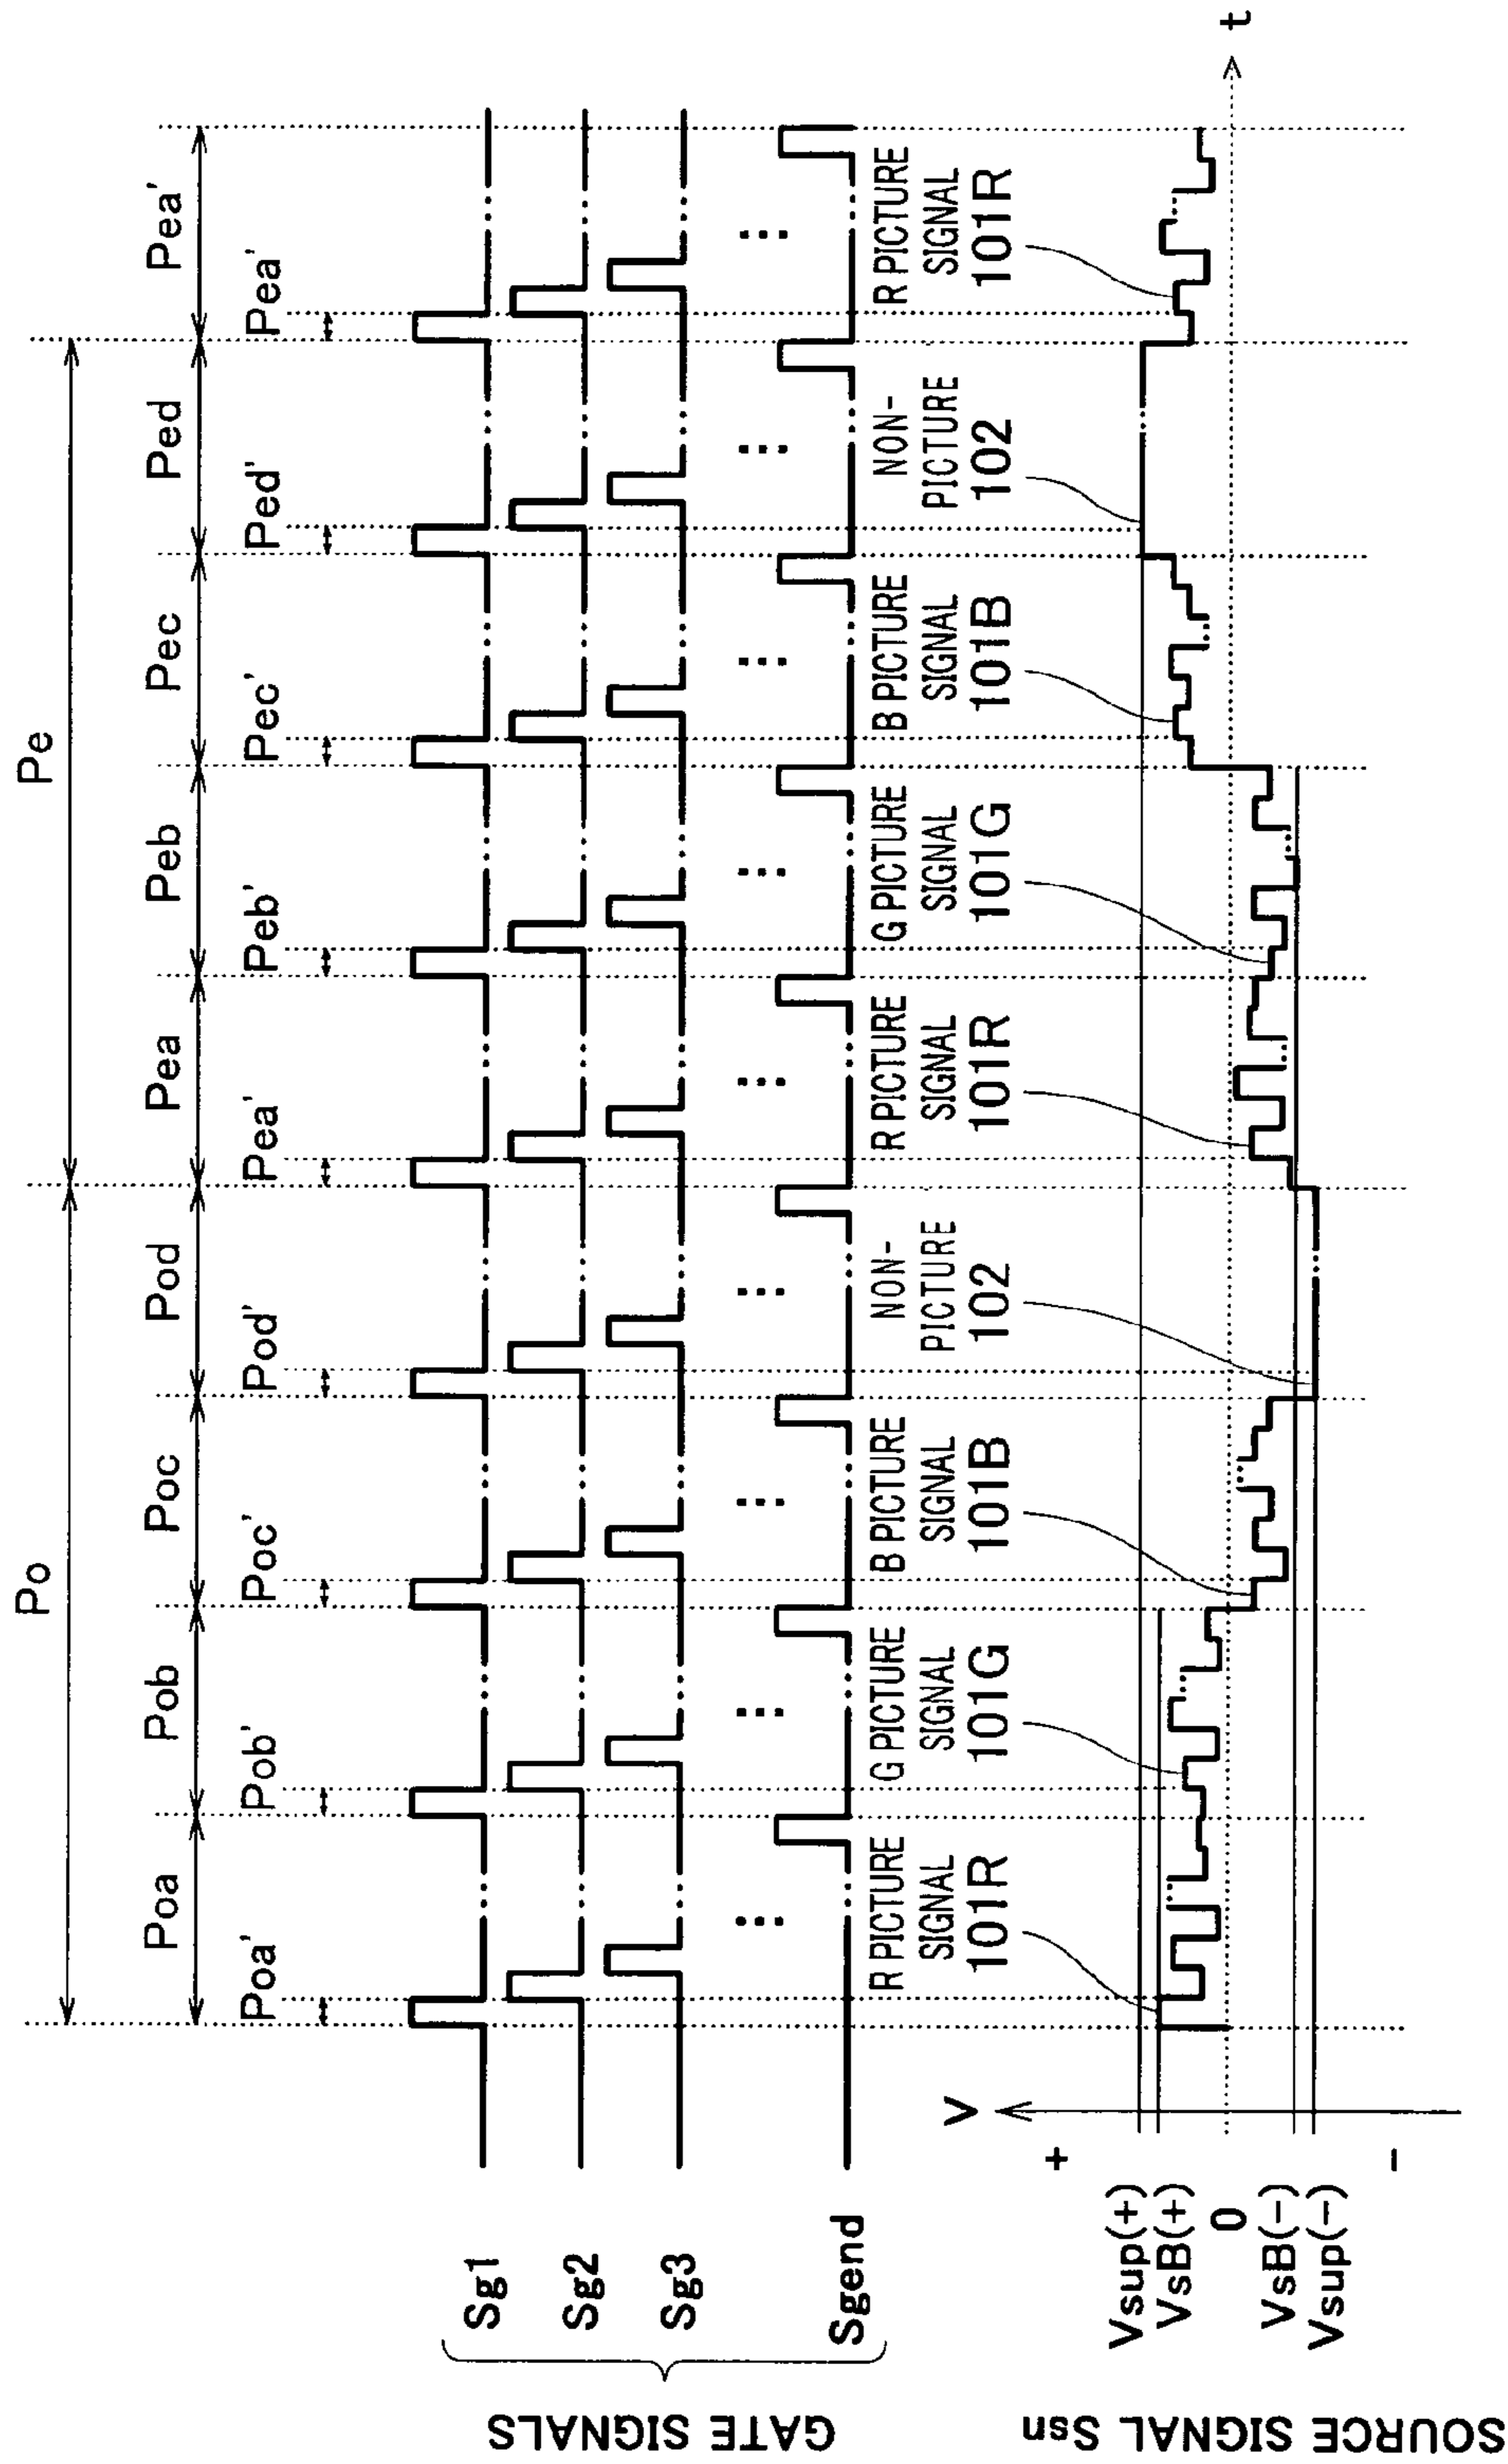 Po
Pe
Poa
Pob
Poc
Pod
Pea
Peb
Pec
Ped
Pea'
Poa'
Pob'
Poc'
Pod'
Pea'
Peb'
Pec'
Ped'
Pea'
GATE SIGNALS
Sg1
Sg2
Sg3
Sgend
...
...
...
...
...
...
...
...
...
R PICTURE
SIGNAL
101R
G PICTURE
SIGNAL
101G
B PICTURE
SIGNAL
101B
NON-
PICTURE
102
R PICTURE
SIGNAL
101R
G PICTURE
SIGNAL
101G
B PICTURE
SIGNAL
101B
NON-
PICTURE
102
R PICTURE
SIGNAL
101R
SOURCE SIGNAL Ssn
V
+
Vsup(+)
VsB(+)
0
VsB(-)
Vsup(-)
-
t